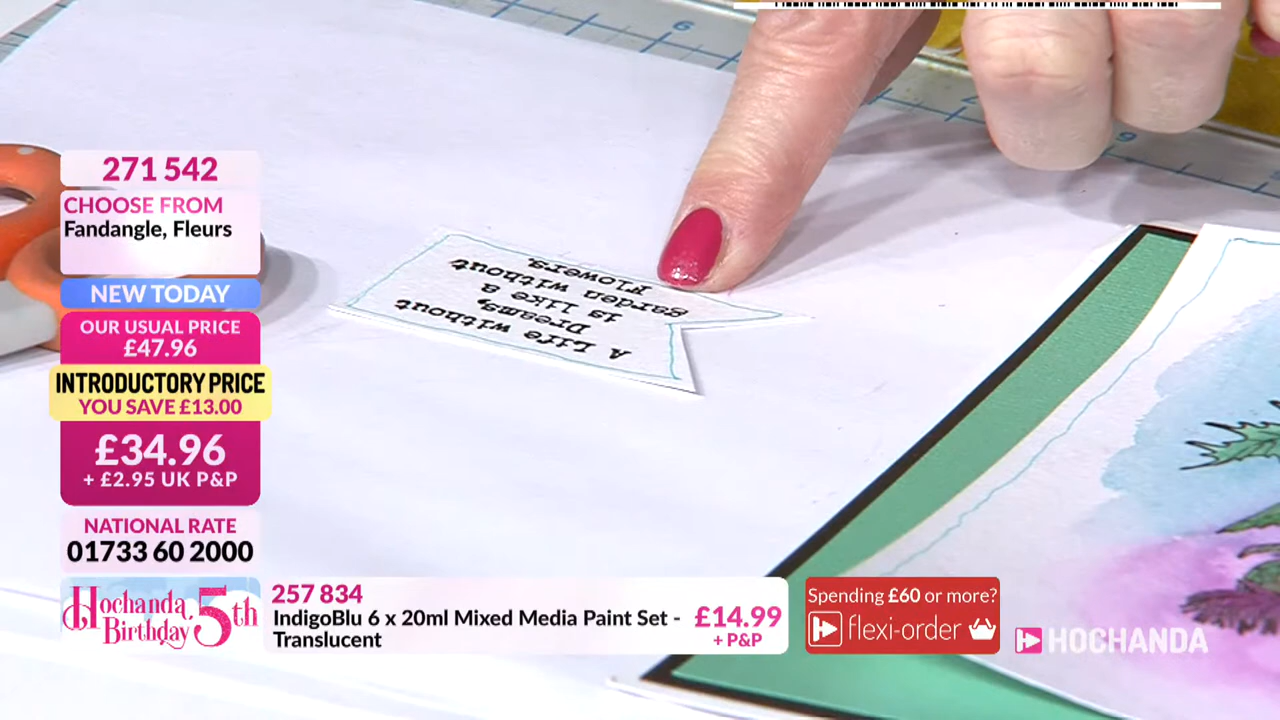 271 542
CHOOSE FROM
Fandangle, Fleurs
NEW TODAY
OUR USUAL PRICE
£47.96
INTRODUCTORY PRICE
YOU SAVE £13.00
£34.96
+ £2.95 UK P&P
NATIONAL RATE
01733 60 2000
Hochanda
Birthday
5th
257 834
IndigoBlu 6 x 20ml Mixed Media Paint Set -
Translucent
£14.99
+ P&P
Spending £60 or more?
flexi-order
HOCHANDA
A Life without
Dreams,
is like a
garden without
Flowers.
6
9